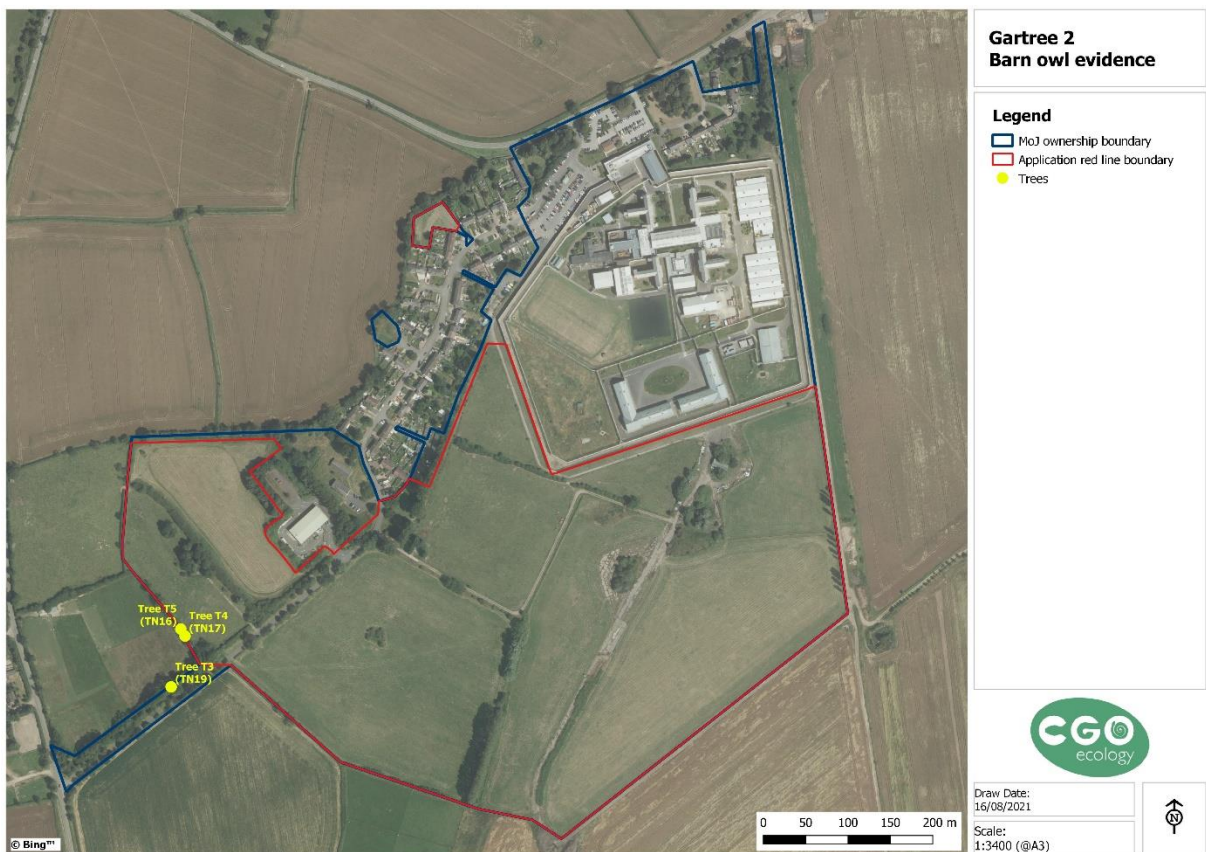 Gartree 2
Barn owl evidence
Legend
MoJ ownership boundary
Application red line boundary
Trees
Tree T5
(TN16)
Tree T4
(TN17)
Tree T3
(TN19)
CGO
ecology
Draw Date:
16/08/2021
Scale:
1:3400 (@A3)
N
0 50 100 150 200 m
© Bing™